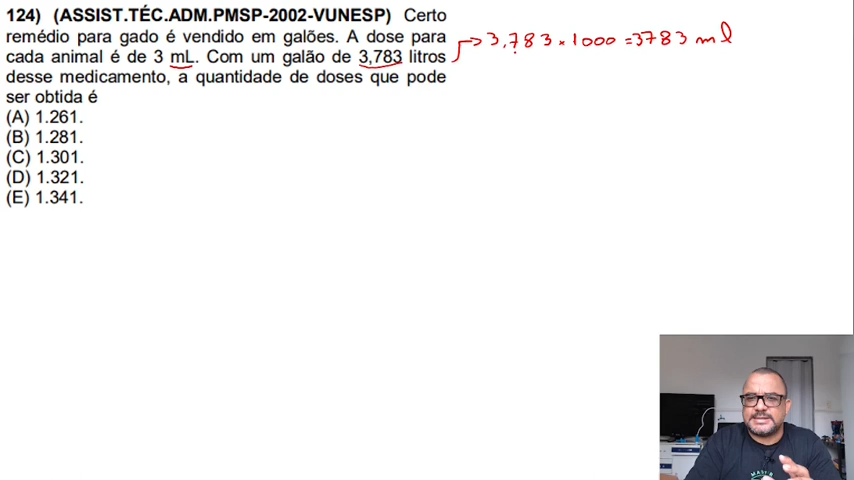 124) (ASSIST.TÉC.ADM.PMSP-2002-VUNESP) Certo
remédio para gado é vendido em galões. A dose para
cada animal é de 3 mL. Com um galão de 3,783 litros
desse medicamento, a quantidade de doses que pode
ser obtida é
(A) 1.261.
(B) 1.281.
(C) 1.301.
(D) 1.321.
(E) 1.341.
3,783 × 1000 = 3783 ml